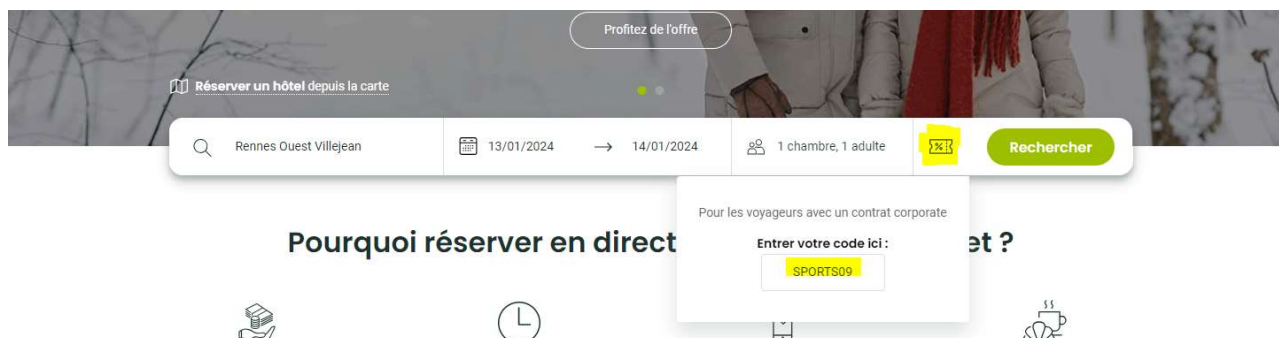 Profitez de l'offre
Réserver un hôtel depuis la carte
Rennes Ouest Villejean 13/01/2024 → 14/01/2024 1 chambre, 1 adulte % Rechercher
Pour les voyageurs avec un contrat corporate
Pourquoi réserver en direct et ?
Entrer votre code ici :
SPORTS09